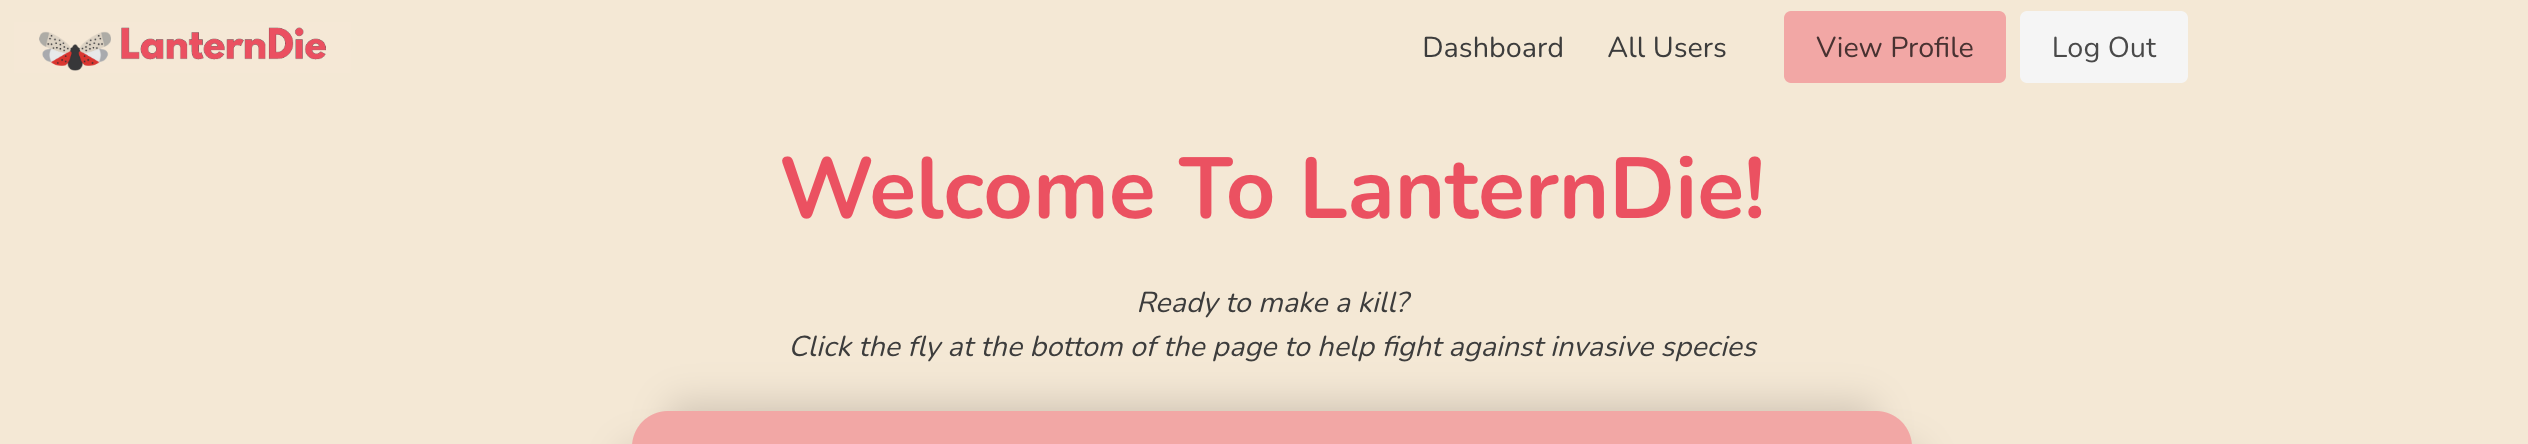 LanternDie
Dashboard All Users View Profile Log Out
Welcome To LanternDie!
Ready to make a kill?
Click the fly at the bottom of the page to help fight against invasive species